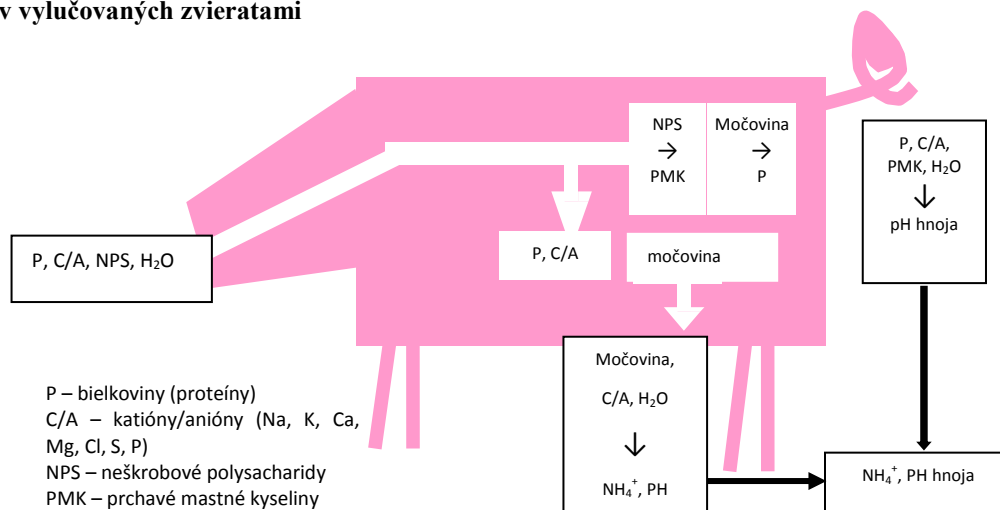 v vylučovaných zvieratami
NPS
→
PMK
Močovina
→
P
P, C/A,
PMK, H₂O
↓
pH hnoja
P, C/A, NPS, H₂O
P, C/A
močovina
Močovina,
C/A, H₂O
↓
NH₄⁺, PH
NH₄⁺, PH hnoja
P – bielkoviny (proteíny)
C/A – katióny/anióny (Na, K, Ca,
Mg, Cl, S, P)
NPS – neškrobové polysacharidy
PMK – prchavé mastné kyseliny